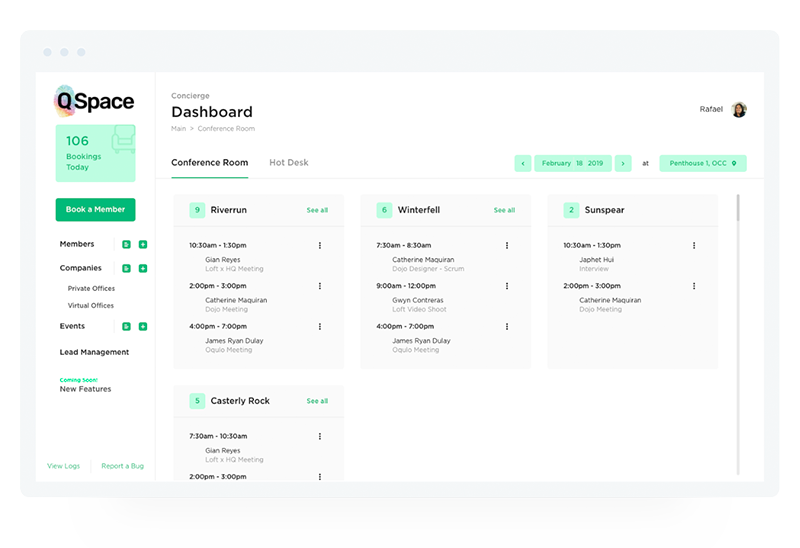 QSpace
106
Bookings
Today
Book a Member
Members
Companies
Private Offices
Virtual Offices
Events
Lead Management
Coming Soon!
New Features
View Logs
Report a Bug
Concierge
Dashboard
Main > Conference Room
Rafael
Conference Room
Hot Desk
‹ February 18 2019 › at Penthouse 1, OCC
9 Riverrun See all
10:30am - 1:30pm
Gian Reyes
Loft x HQ Meeting
2:00pm - 3:00pm
Catherine Maquiran
Dojo Meeting
4:00pm - 7:00pm
James Ryan Dulay
Oqulo Meeting
6 Winterfell See all
7:30am - 8:30am
Catherine Maquiran
Dojo Designer - Scrum
9:00am - 12:00pm
Gwyn Contreras
Loft Video Shoot
4:00pm - 7:00pm
James Ryan Dulay
Oqulo Meeting
2 Sunspear
10:30am - 1:30pm
Japhet Hui
Interview
2:00pm - 3:00pm
Catherine Maquiran
Dojo Meeting
5 Casterly Rock See all
7:30am - 10:30am
Gian Reyes
Loft x HQ Meeting
2:00pm - 3:00pm